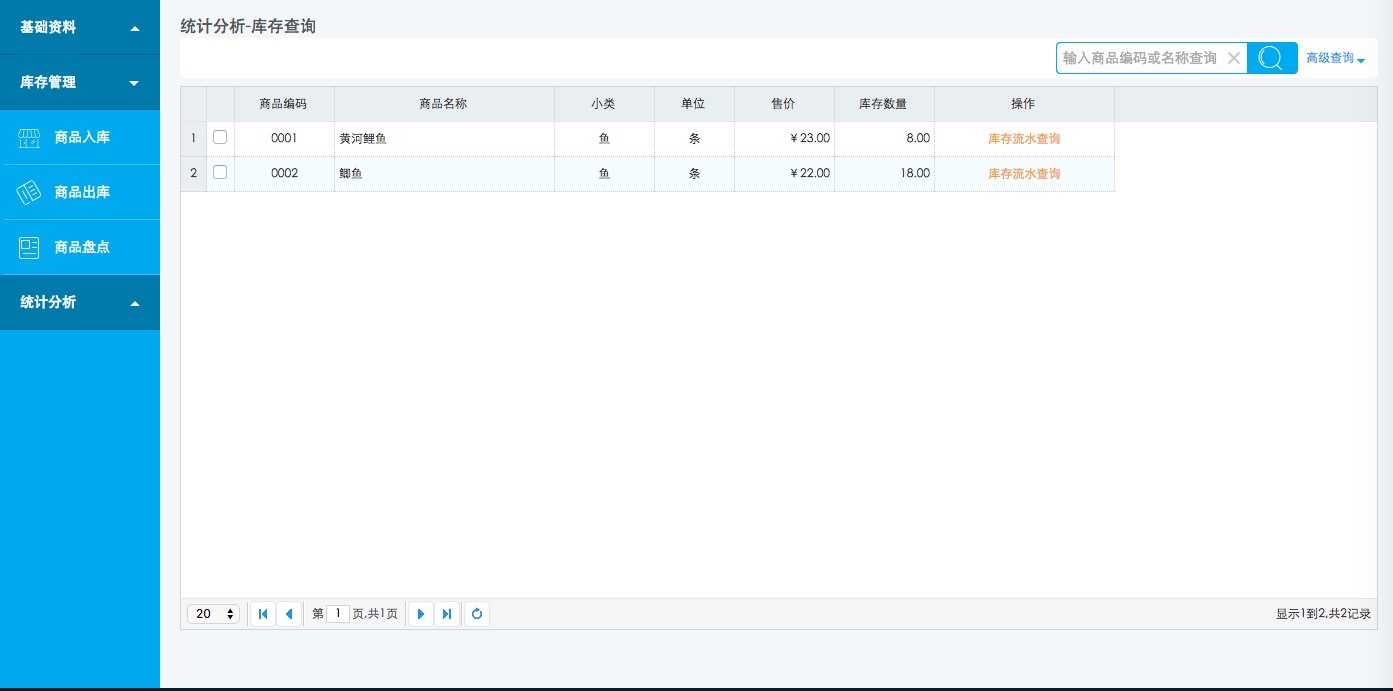 基础资料
库存管理
商品入库
商品出库
商品盘点
统计分析
统计分析-库存查询
输入商品编码或名称查询 高级查询
商品编码 商品名称 小类 单位 售价 库存数量 操作
1 0001 黄河鲤鱼 鱼 条 ￥23.00 8.00 库存流水查询
2 0002 鲫鱼 鱼 条 ￥22.00 18.00 库存流水查询
20 第 1 页,共1页 显示1到2,共2记录